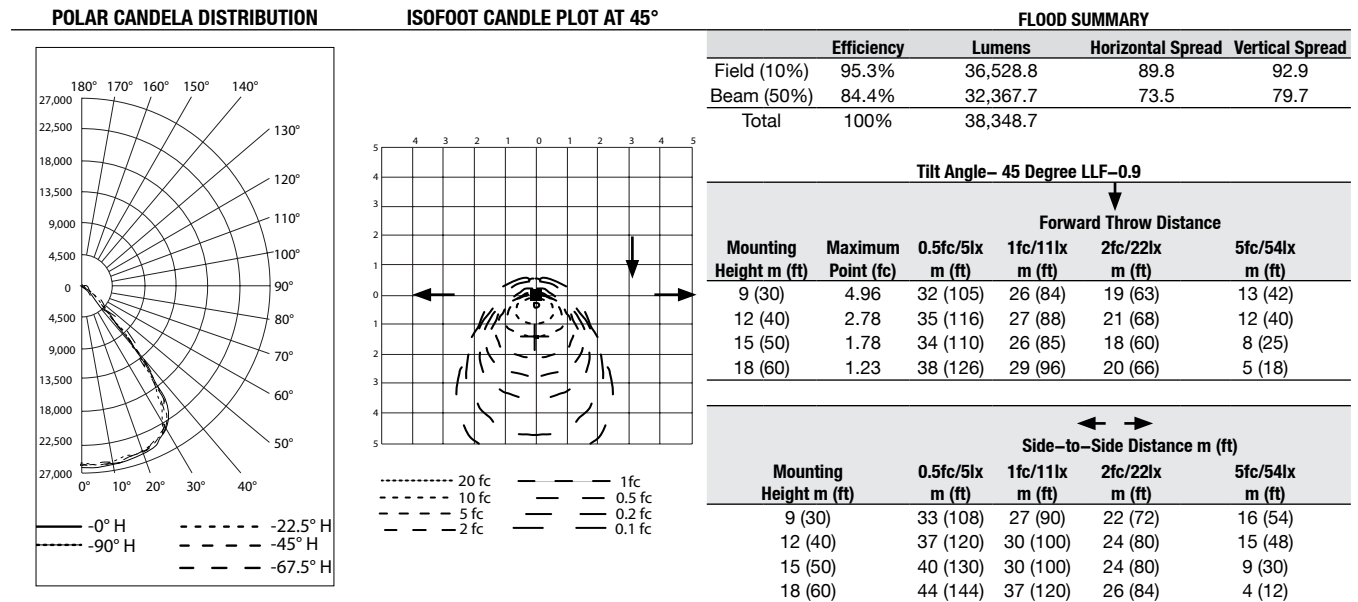 POLAR CANDELA DISTRIBUTION
180° 170° 160° 150° 140°
27,000
22,500
130°
18,000
120°
13,500
110°
9,000
100°
4,500
0
90°
4,500
80°
9,000
70°
13,500
60°
18,000
50°
22,500
27,000
0° 10° 20° 30° 40°
-0° H
-22.5° H
-90° H
-45° H
-67.5° H
ISOFOOT CANDLE PLOT AT 45°
4 3 2 1 0 1 2 3 4 5
5
4
3
2
1
0
1
2
3
4
5
20 fc
1fc
10 fc
0.5 fc
5 fc
0.2 fc
2 fc
0.1 fc
FLOOD SUMMARY
Efficiency Lumens Horizontal Spread Vertical Spread
Field (10%) 95.3% 36,528.8 89.8 92.9
Beam (50%) 84.4% 32,367.7 73.5 79.7
Total 100% 38,348.7
Tilt Angle– 45 Degree LLF–0.9
Forward Throw Distance
Mounting Maximum 0.5fc/5lx 1fc/11lx 2fc/22lx 5fc/54lx
Height m (ft) Point (fc) m (ft) m (ft) m (ft) m (ft)
9 (30) 4.96 32 (105) 26 (84) 19 (63) 13 (42)
12 (40) 2.78 35 (116) 27 (88) 21 (68) 12 (40)
15 (50) 1.78 34 (110) 26 (85) 18 (60) 8 (25)
18 (60) 1.23 38 (126) 29 (96) 20 (66) 5 (18)
Side–to–Side Distance m (ft)
Mounting 0.5fc/5lx 1fc/11lx 2fc/22lx 5fc/54lx
Height m (ft) m (ft) m (ft) m (ft) m (ft)
9 (30) 33 (108) 27 (90) 22 (72) 16 (54)
12 (40) 37 (120) 30 (100) 24 (80) 15 (48)
15 (50) 40 (130) 30 (100) 24 (80) 9 (30)
18 (60) 44 (144) 37 (120) 26 (84) 4 (12)